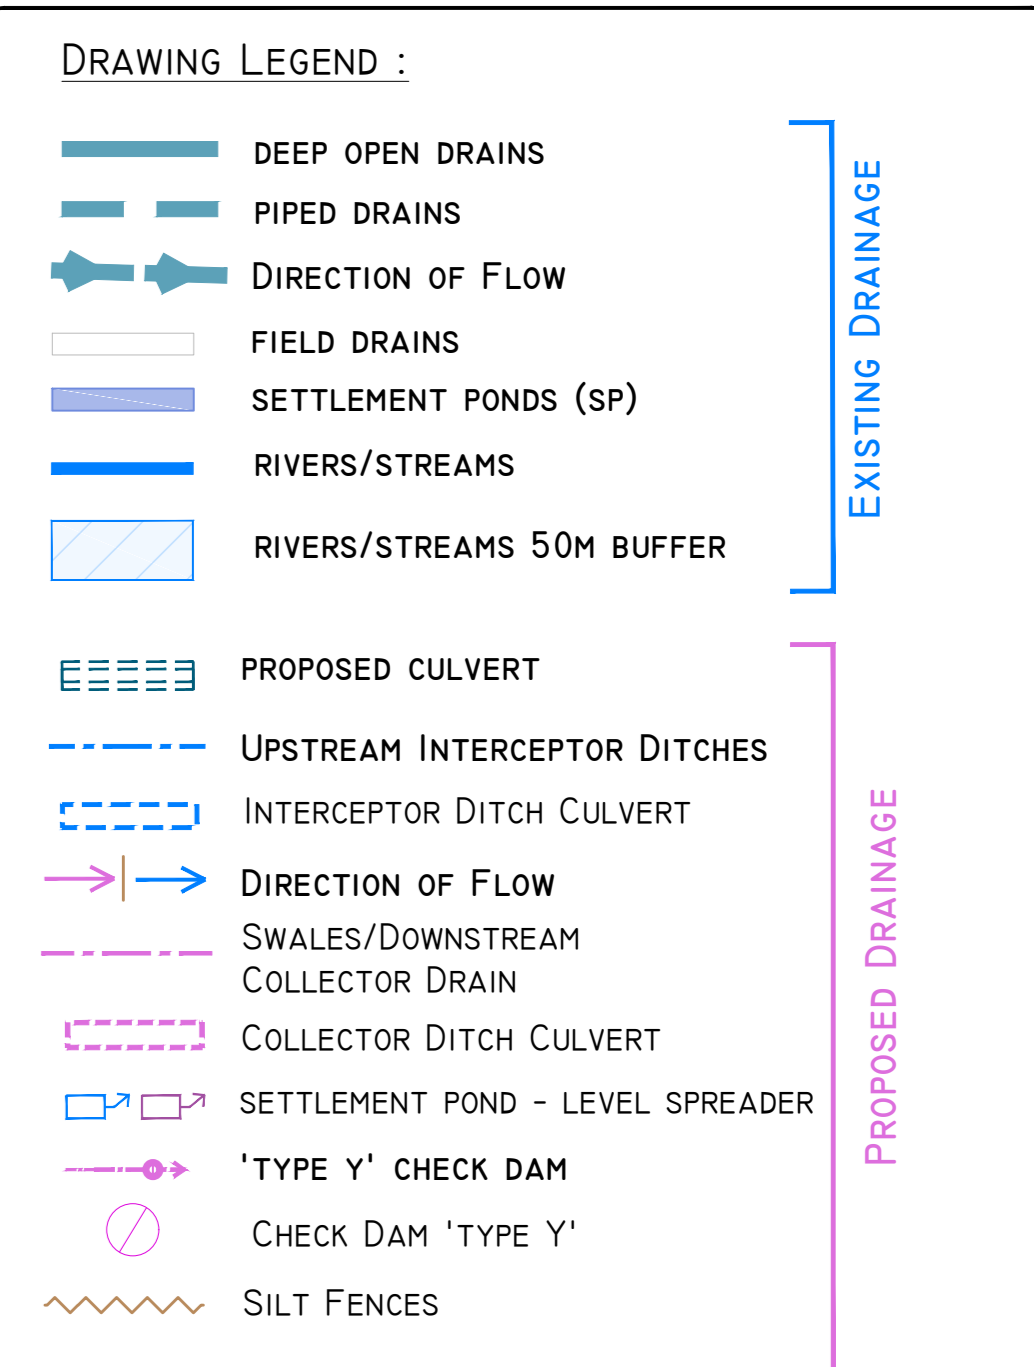 Drawing Legend :
DEEP OPEN DRAINS
PIPED DRAINS
Direction of Flow
FIELD DRAINS
SETTLEMENT PONDS (SP)
RIVERS/STREAMS
RIVERS/STREAMS 50M BUFFER
Existing Drainage
PROPOSED CULVERT
Upstream Interceptor Ditches
Interceptor Ditch Culvert
Direction of Flow
Swales/Downstream
Collector Drain
Collector Ditch Culvert
SETTLEMENT POND - LEVEL SPREADER
'TYPE Y' CHECK DAM
Check Dam 'type Y'
Silt Fences
Proposed Drainage